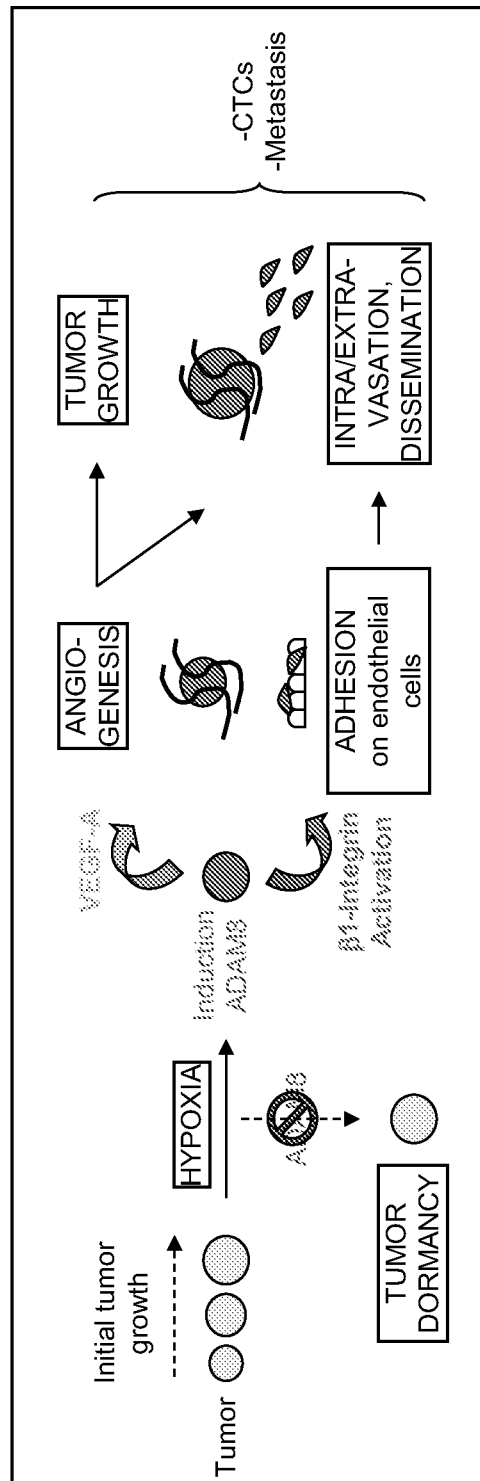 Initial tumor
growth
Tumor
HYPOXIA
ADAM8
TUMOR
DORMANCY
Induction
ADAM8
VEGF-A
β1-Integrin
Activation
ANGIO-
GENESIS
ADHESION
on endothelial
cells
TUMOR
GROWTH
INTRA/EXTRA-
VASATION,
DISSEMINATION
-CTCs
-Metastasis